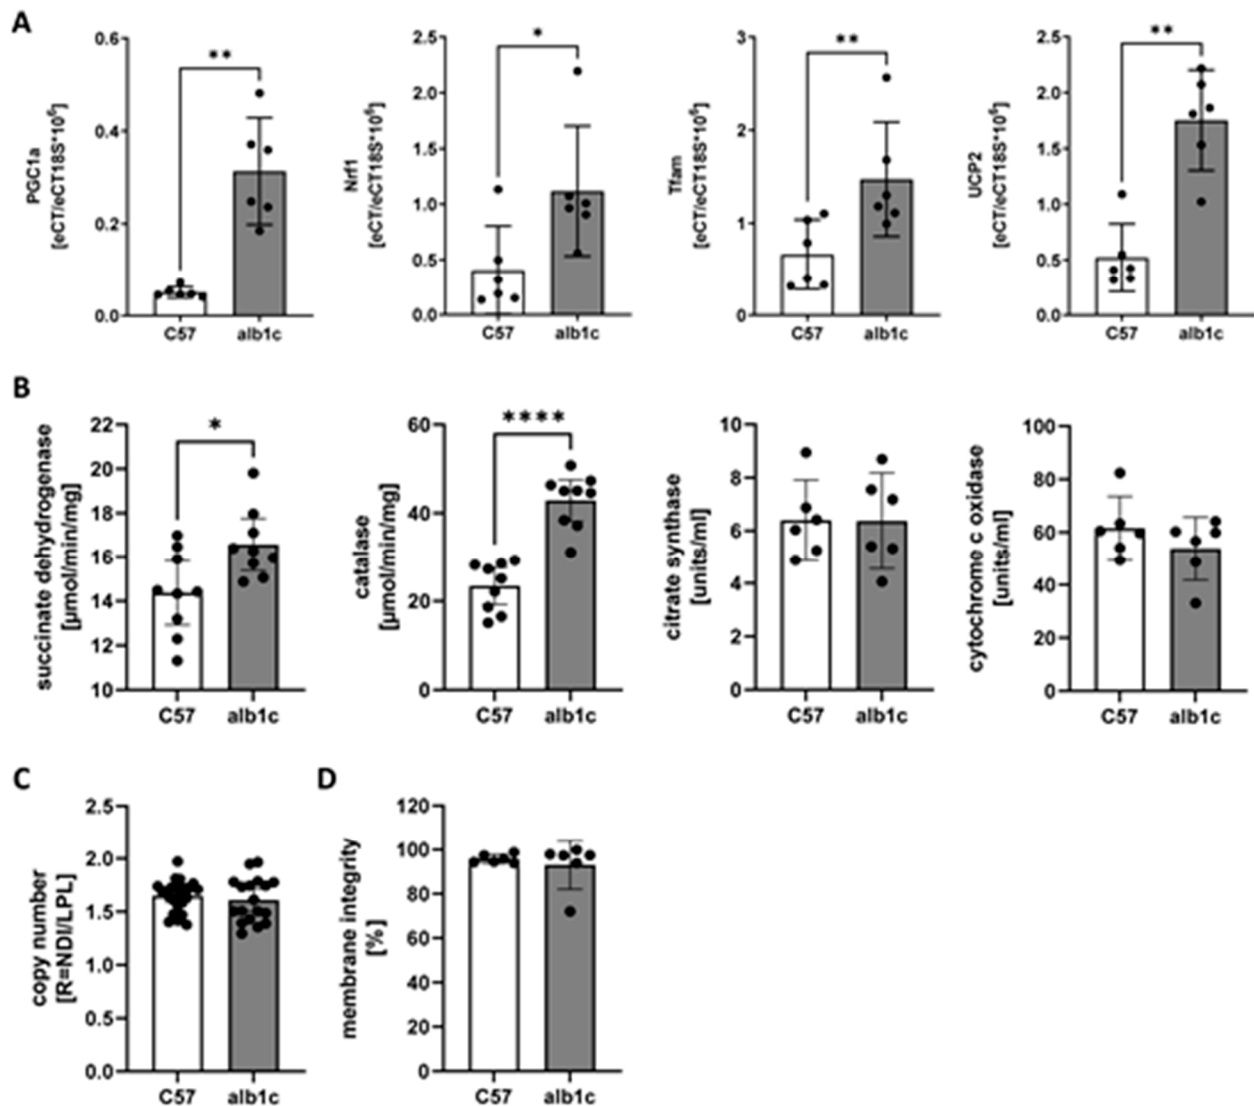 A
PGC1a
[eCT/eCT18S*10⁶]
0.6
0.4
0.2
0.0
**
C57
alb1c
Nrf1
[eCT/eCT18S*10⁶]
2.5
2.0
1.5
1.0
0.5
0.0
*
C57
alb1c
Tfam
[eCT/eCT18S*10⁶]
3
2
1
0
**
C57
alb1c
UCP2
[eCT/eCT18S*10⁶]
2.5
2.0
1.5
1.0
0.5
0.0
**
C57
alb1c
B
succinate dehydrogenase
[µmol/min/mg]
22
20
18
16
14
12
10
*
C57
alb1c
catalase
[µmol/min/mg]
60
40
20
0
****
C57
alb1c
citrate synthase
[units/ml]
10
8
6
4
2
0
C57
alb1c
cytochrome c oxidase
[units/ml]
100
80
60
40
20
0
C57
alb1c
C
copy number
[R=NDI/LPL]
2.5
2.0
1.5
1.0
0.5
0.0
C57
alb1c
D
membrane integrity
[%]
120
100
80
60
40
20
0
C57
alb1c